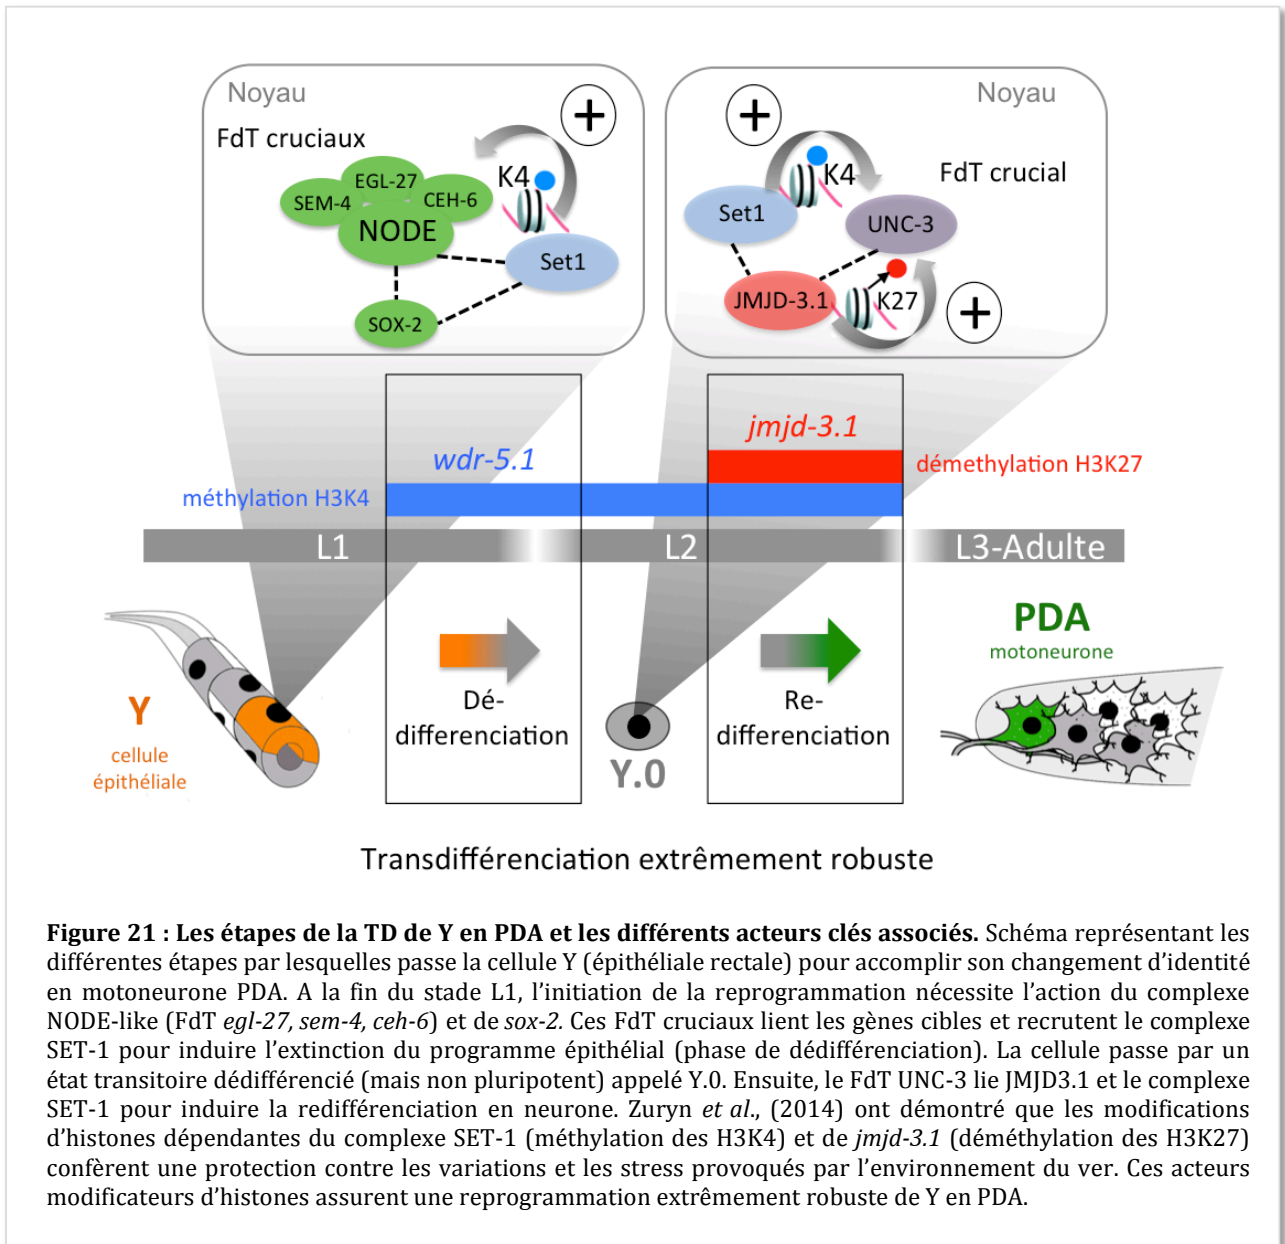 Noyau
FdT cruciaux
EGL-27
SEM-4
CEH-6
NODE
SOX-2
K4
Set1
+
Noyau
+
K4
FdT crucial
Set1
UNC-3
JMJD-3.1
K27
+
wdr-5.1
jmjd-3.1
démethylation H3K27
méthylation H3K4
L1
L2
L3-Adulte
Y
cellule
épithéliale
Dé-
differenciation
Y.0
Re-
differenciation
PDA
motoneurone
Transdifférenciation extrêmement robuste
Figure 21 : Les étapes de la TD de Y en PDA et les différents acteurs clés associés. Schéma représentant les
différentes étapes par lesquelles passe la cellule Y (épithéliale rectale) pour accomplir son changement d'identité
en motoneurone PDA. A la fin du stade L1, l'initiation de la reprogrammation nécessite l'action du complexe
NODE-like (FdT egl-27, sem-4, ceh-6) et de sox-2. Ces FdT cruciaux lient les gènes cibles et recrutent le complexe
SET-1 pour induire l'extinction du programme épithélial (phase de dédifférenciation). La cellule passe par un
état transitoire dédifférencié (mais non pluripotent) appelé Y.0. Ensuite, le FdT UNC-3 lie JMJD3.1 et le complexe
SET-1 pour induire la redifférenciation en neurone. Zuryn et al., (2014) ont démontré que les modifications
d'histones dépendantes du complexe SET-1 (méthylation des H3K4) et de jmjd-3.1 (déméthylation des H3K27)
confèrent une protection contre les variations et les stress provoqués par l'environnement du ver. Ces acteurs
modificateurs d'histones assurent une reprogrammation extrêmement robuste de Y en PDA.